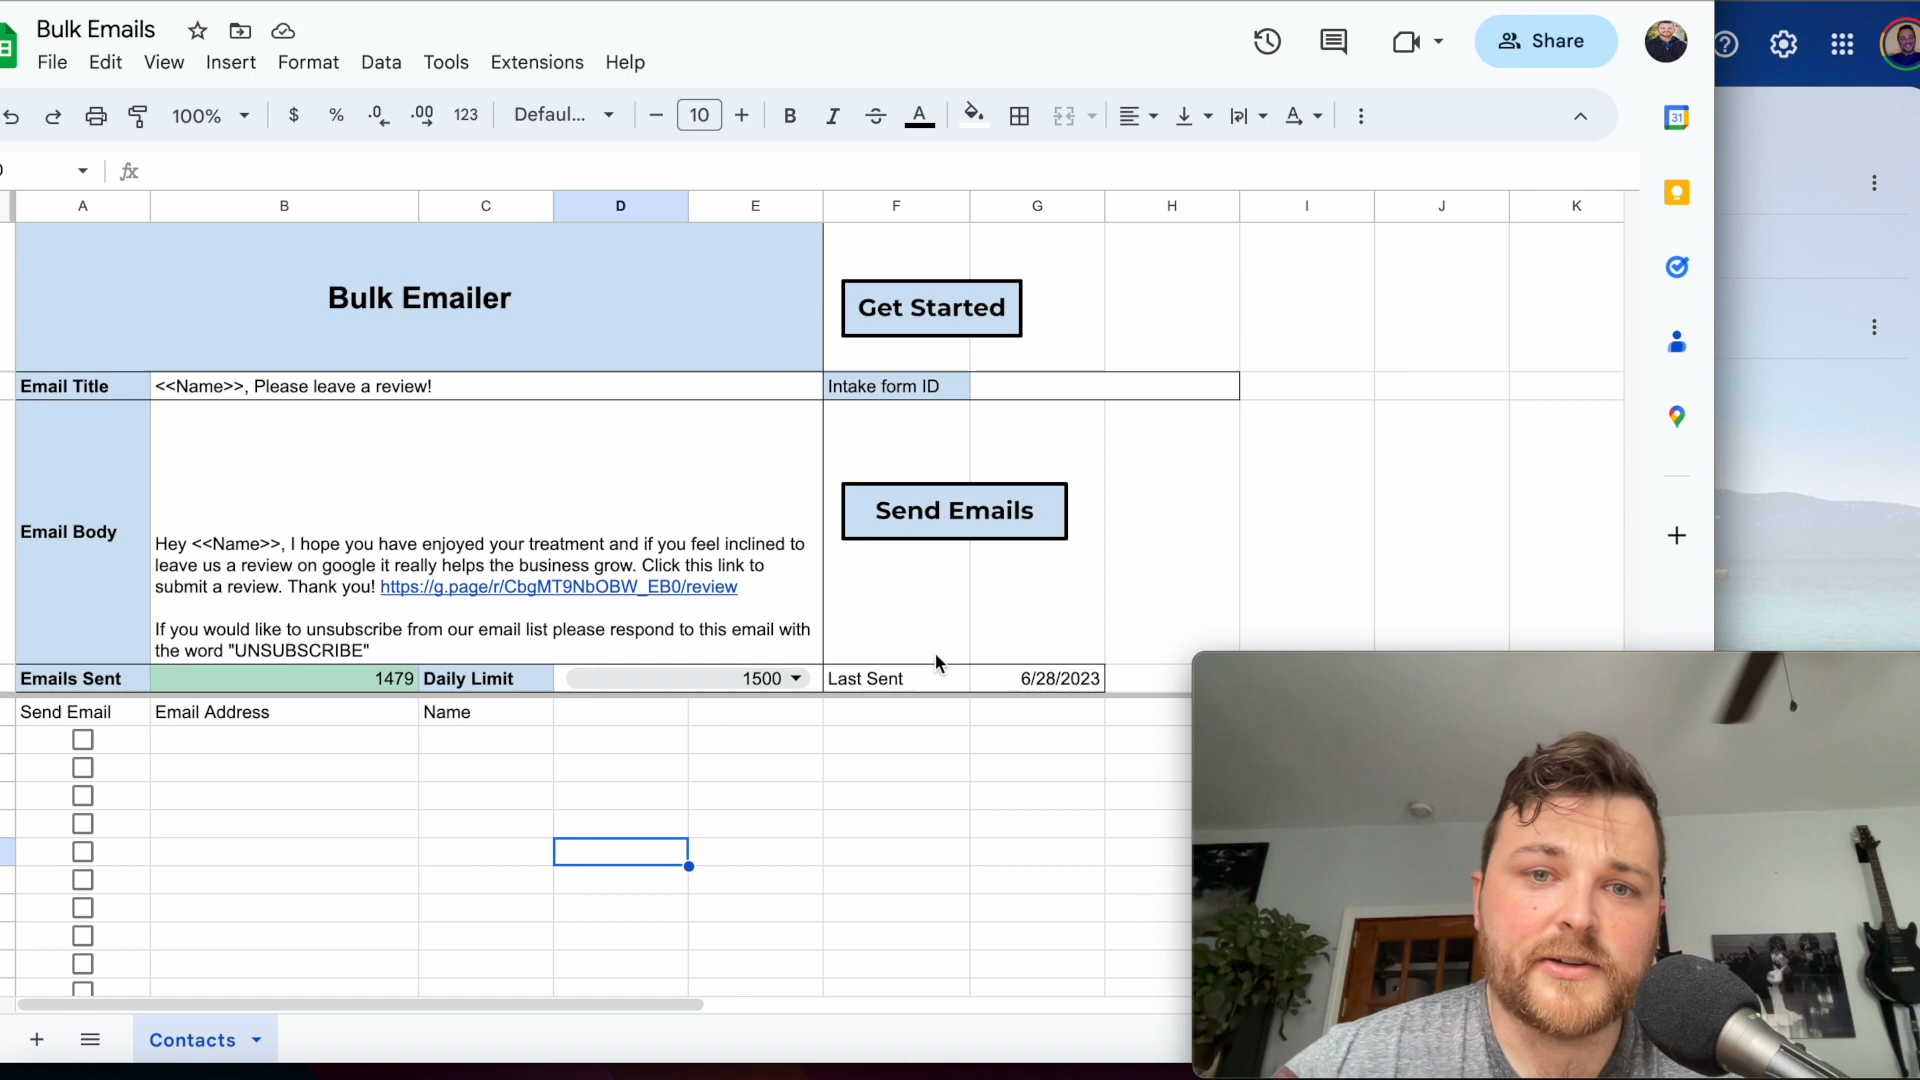 Bulk Emails
File Edit View Insert Format Data Tools Extensions Help
Share
100% $ % .0 .00 123 Defaul... 10 B I A
31
fx
A B C D E F G H I J K
Bulk Emailer
Get Started
Email Title <<Name>>, Please leave a review! Intake form ID
Email Body
Send Emails
Hey <<Name>>, I hope you have enjoyed your treatment and if you feel inclined to
leave us a review on google it really helps the business grow. Click this link to
submit a review. Thank you! https://g.page/r/CbgMT9NbOBW_EB0/review
If you would like to unsubscribe from our email list please respond to this email with
the word "UNSUBSCRIBE"
Emails Sent 1479 Daily Limit 1500 Last Sent 6/28/2023
Send Email Email Address Name
Contacts